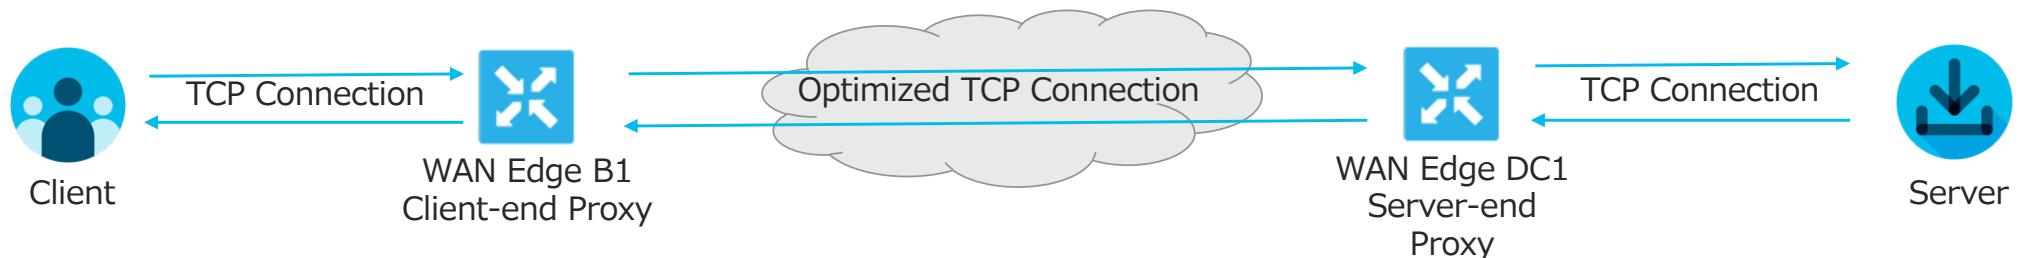 TCP Connection
Optimized TCP Connection
TCP Connection
Client
WAN Edge B1
Client-end Proxy
WAN Edge DC1
Server-end
Proxy
Server